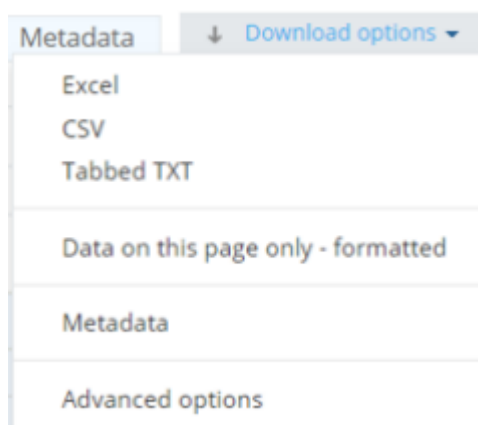 Metadata Download options
Excel
CSV
Tabbed TXT
Data on this page only - formatted
Metadata
Advanced options